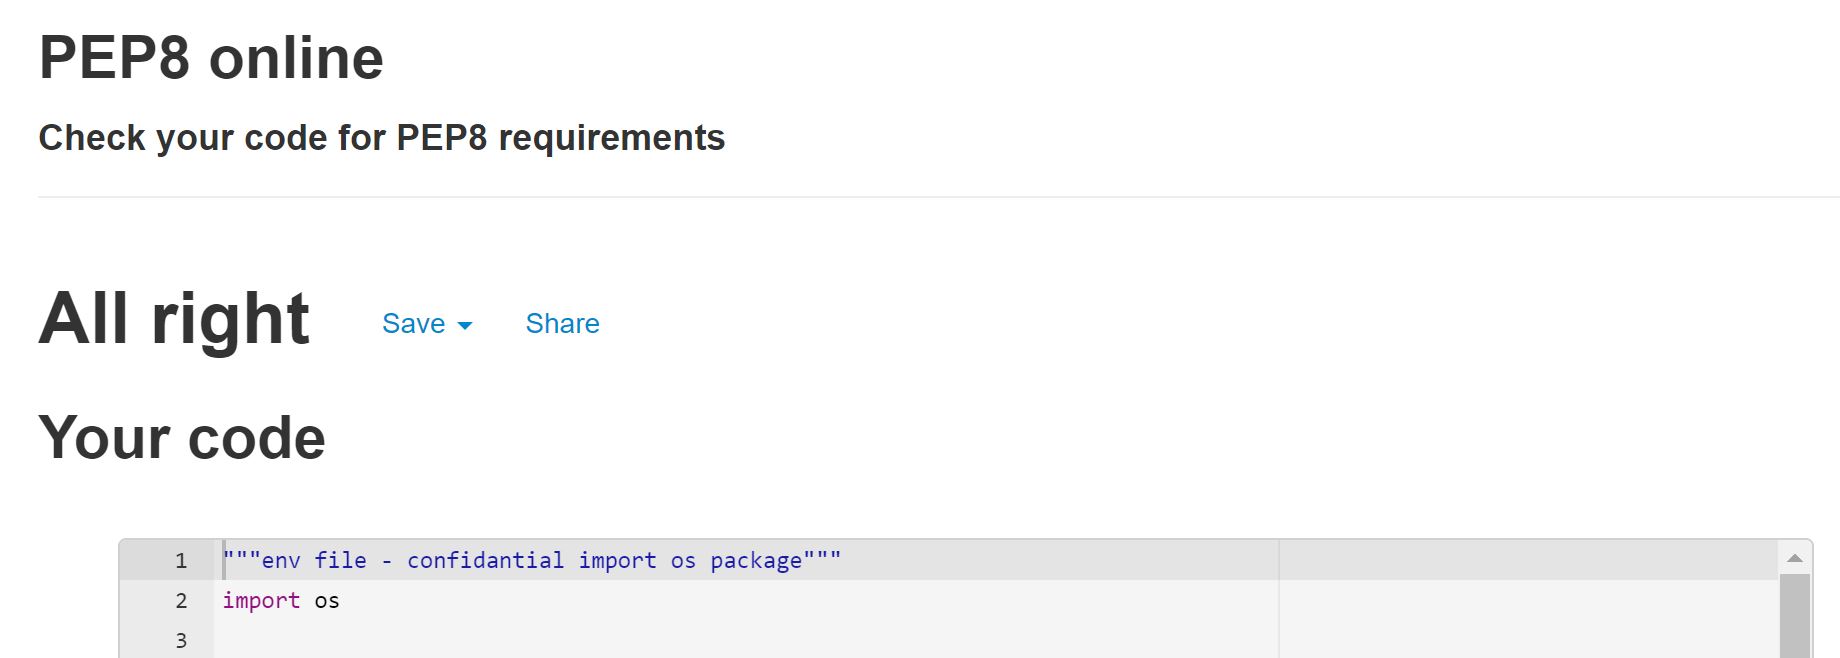 PEP8 online
Check your code for PEP8 requirements
All right Save Share
Your code
1 """env file - confidantial import os package"""
2 import os
3